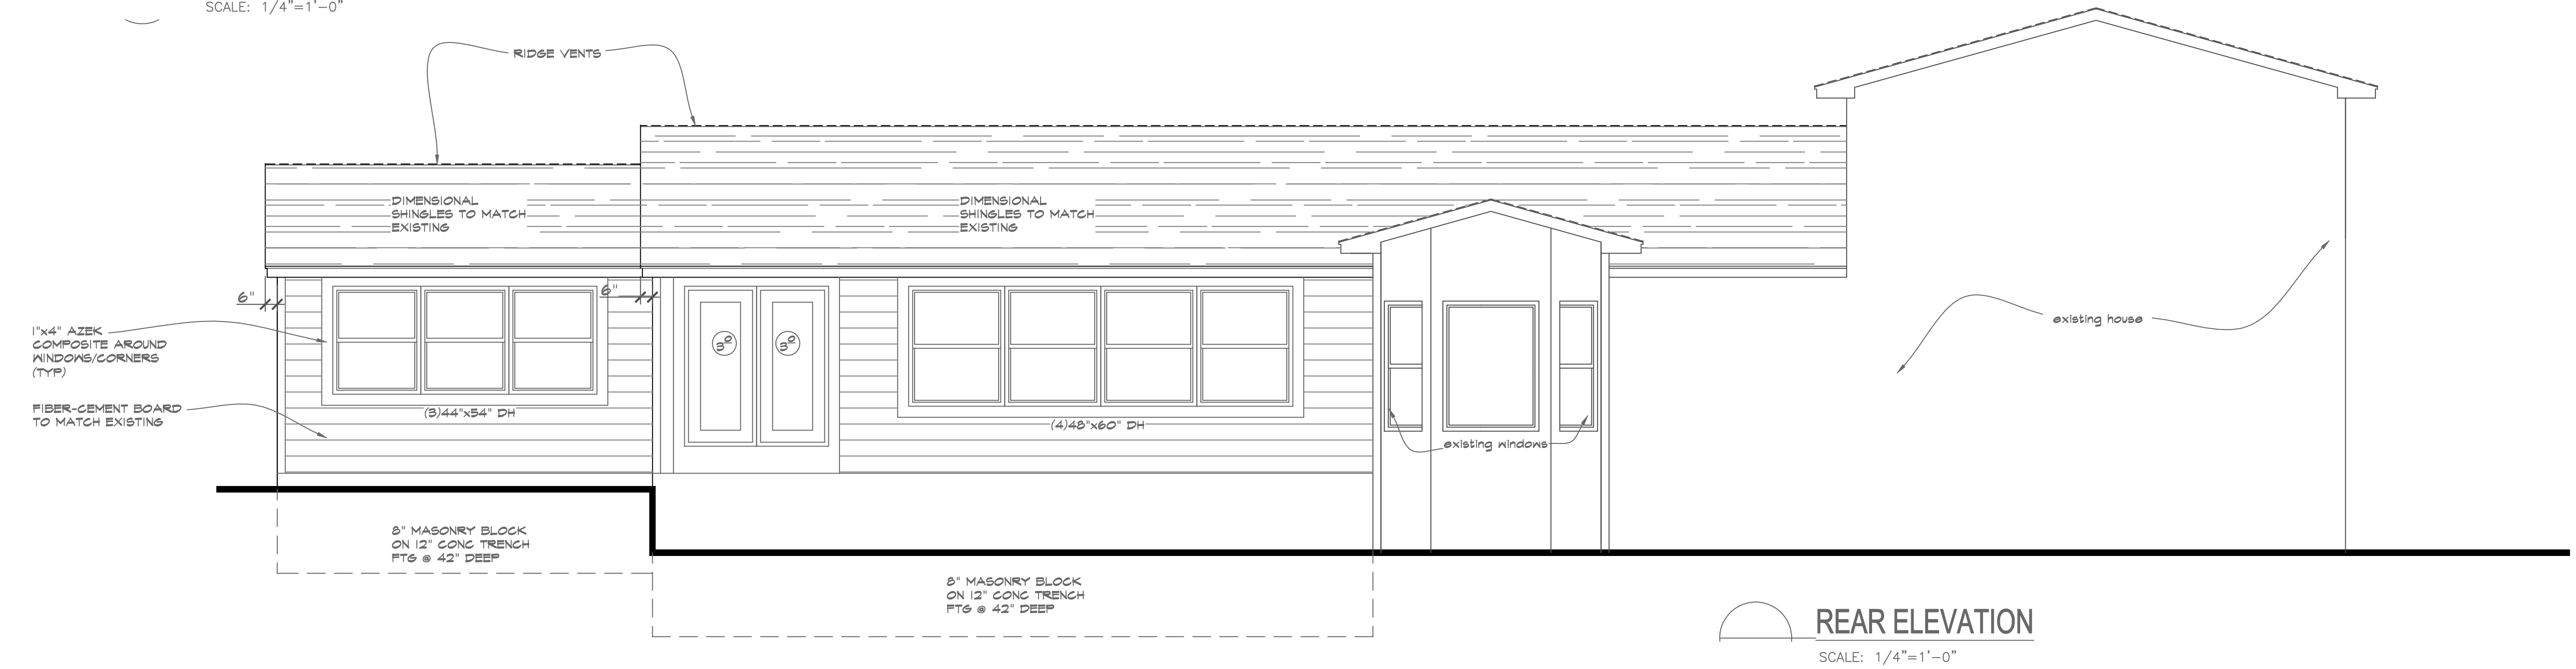 SCALE: 1/4"=1'-0"
RIDGE VENTS
DIMENSIONAL
SHINGLES TO MATCH
EXISTING
DIMENSIONAL
SHINGLES TO MATCH
EXISTING
6"
6"
1"x4" AZEK
COMPOSITE AROUND
WINDOWS/CORNERS
(TYP)
FIBER-CEMENT BOARD
TO MATCH EXISTING
(3)44"x54" DH
3⁰
3⁰
(4)48"x60" DH
existing windows
existing house
8" MASONRY BLOCK
ON 12" CONC TRENCH
FTG @ 42" DEEP
8" MASONRY BLOCK
ON 12" CONC TRENCH
FTG @ 42" DEEP
REAR ELEVATION
SCALE: 1/4"=1'-0"